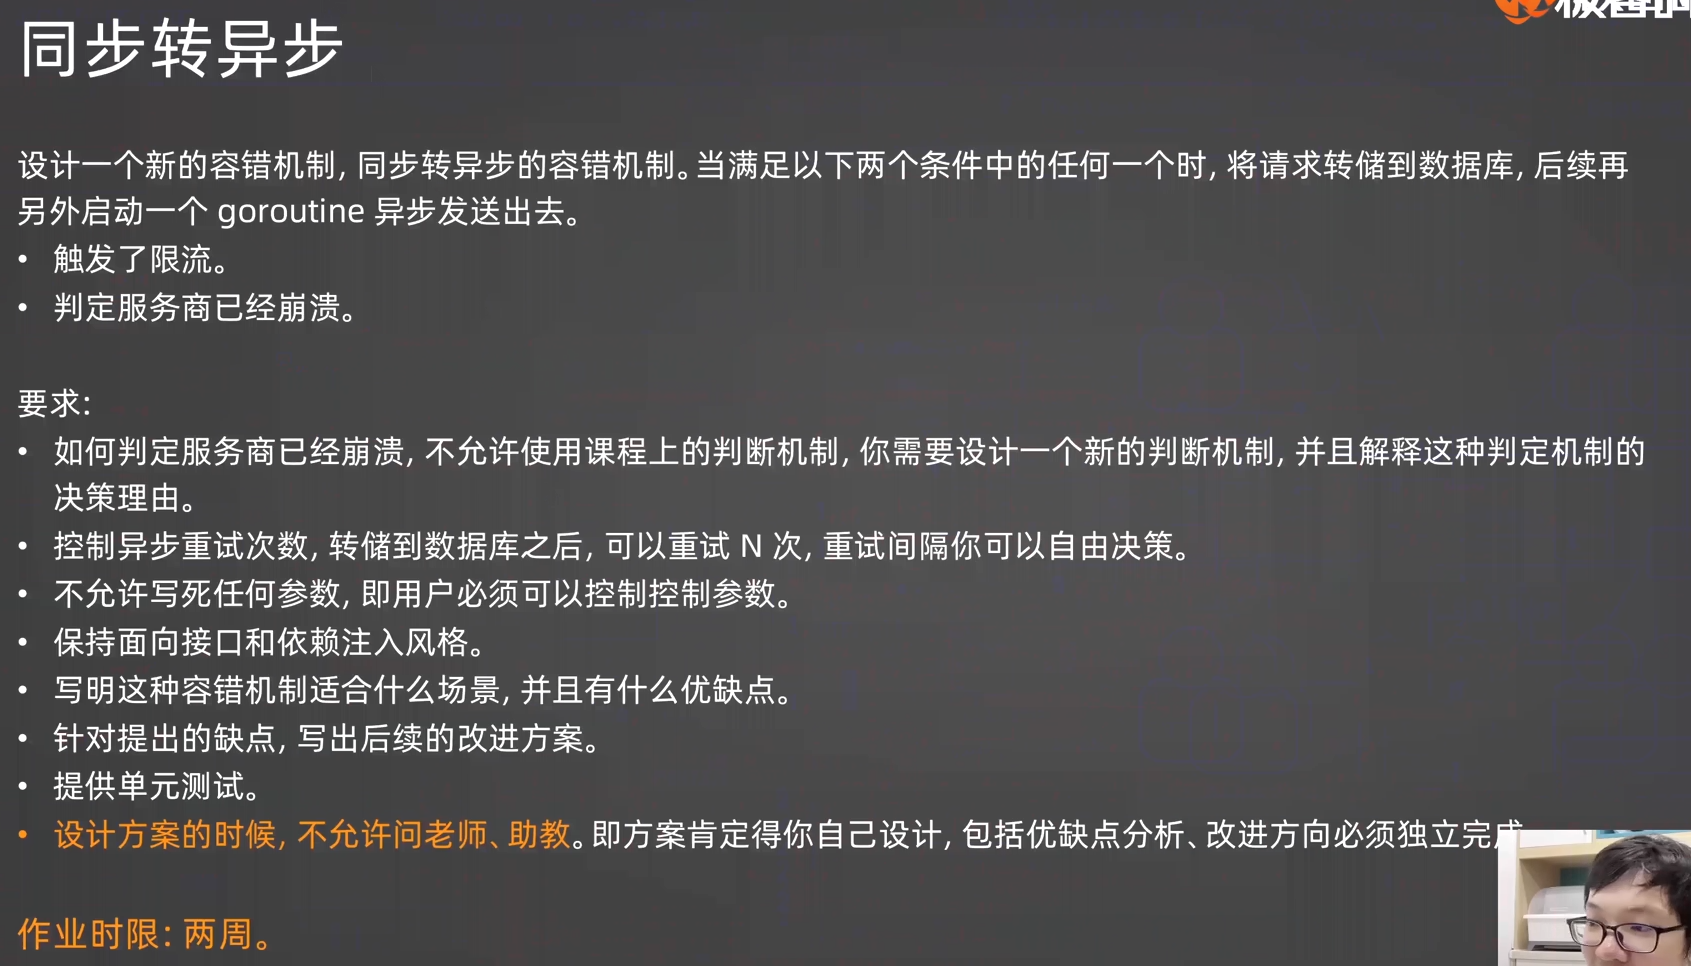 同步转异步
设计一个新的容错机制, 同步转异步的容错机制。当满足以下两个条件中的任何一个时, 将请求转储到数据库, 后续再
另外启动一个 goroutine 异步发送出去。
• 触发了限流。
• 判定服务商已经崩溃。
要求:
• 如何判定服务商已经崩溃, 不允许使用课程上的判断机制, 你需要设计一个新的判断机制, 并且解释这种判定机制的
决策理由。
• 控制异步重试次数, 转储到数据库之后, 可以重试 N 次, 重试间隔你可以自由决策。
• 不允许写死任何参数, 即用户必须可以控制控制参数。
• 保持面向接口和依赖注入风格。
• 写明这种容错机制适合什么场景, 并且有什么优缺点。
• 针对提出的缺点, 写出后续的改进方案。
• 提供单元测试。
• 设计方案的时候, 不允许问老师、助教。即方案肯定得你自己设计, 包括优缺点分析、改进方向必须独立完成
作业时限: 两周。